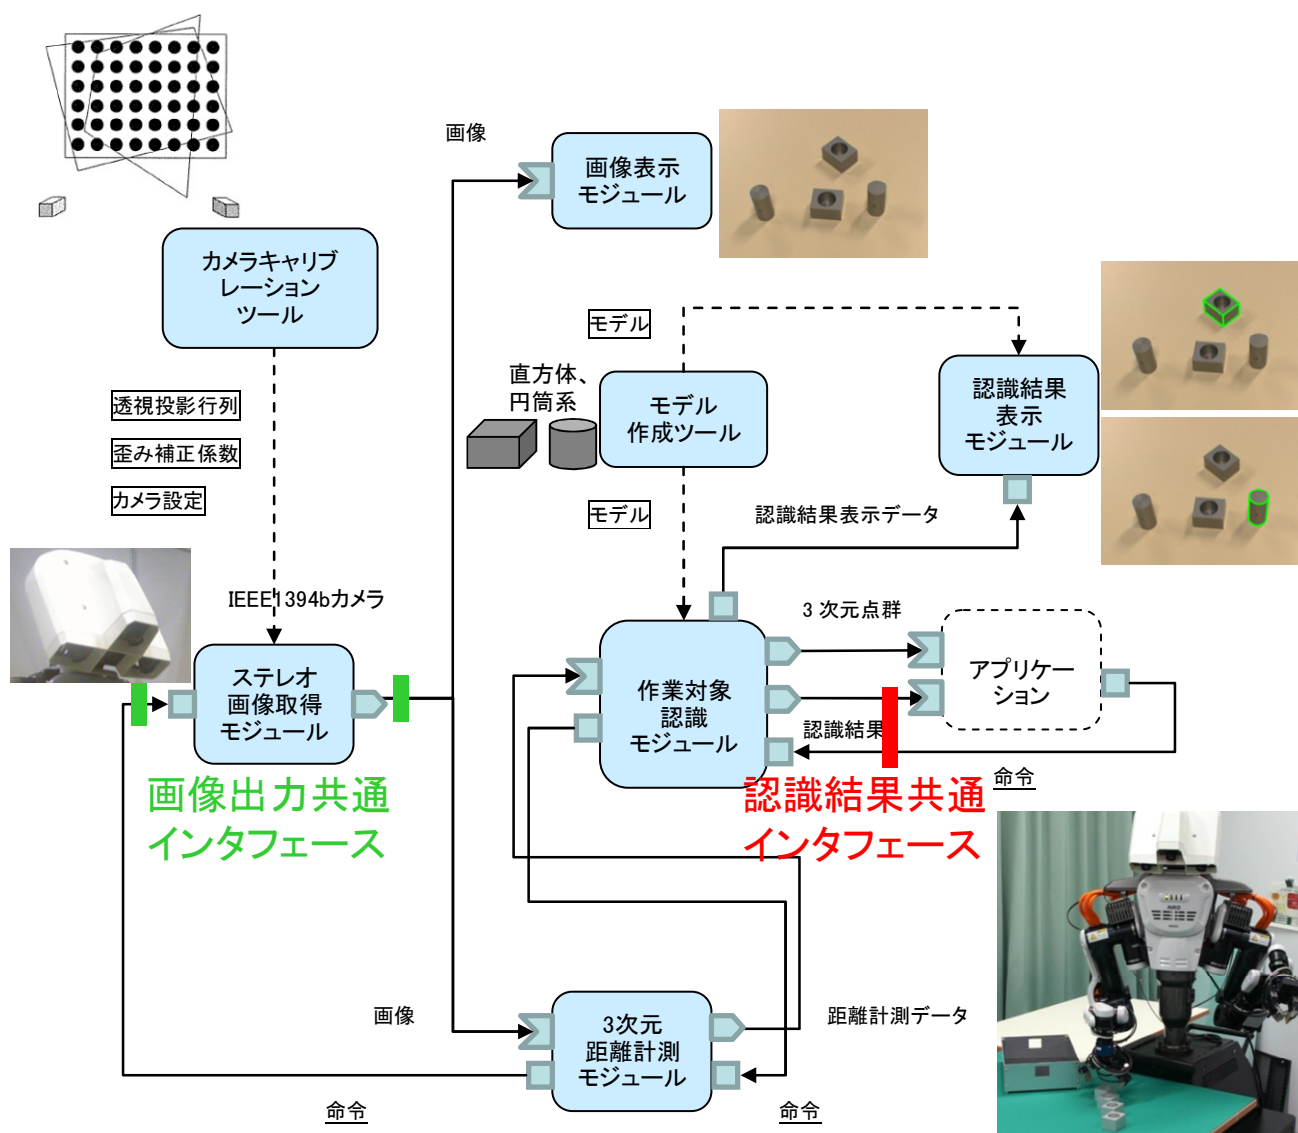 画像
画像表示
モジュール
カメラキャリブ
レーション
ツール
モデル
直方体、
円筒系
モデル
作成ツール
認識結果
表示
モジュール
透視投影行列
歪み補正係数
カメラ設定
モデル
認識結果表示データ
IEEE1394bカメラ
3 次元点群
ステレオ
画像取得
モジュール
作業対象
認識
モジュール
アプリケー
ション
認識結果
命令
画像出力共通
インタフェース
認識結果共通
インタフェース
画像
3次元
距離計測
モジュール
距離計測データ
命令
命令